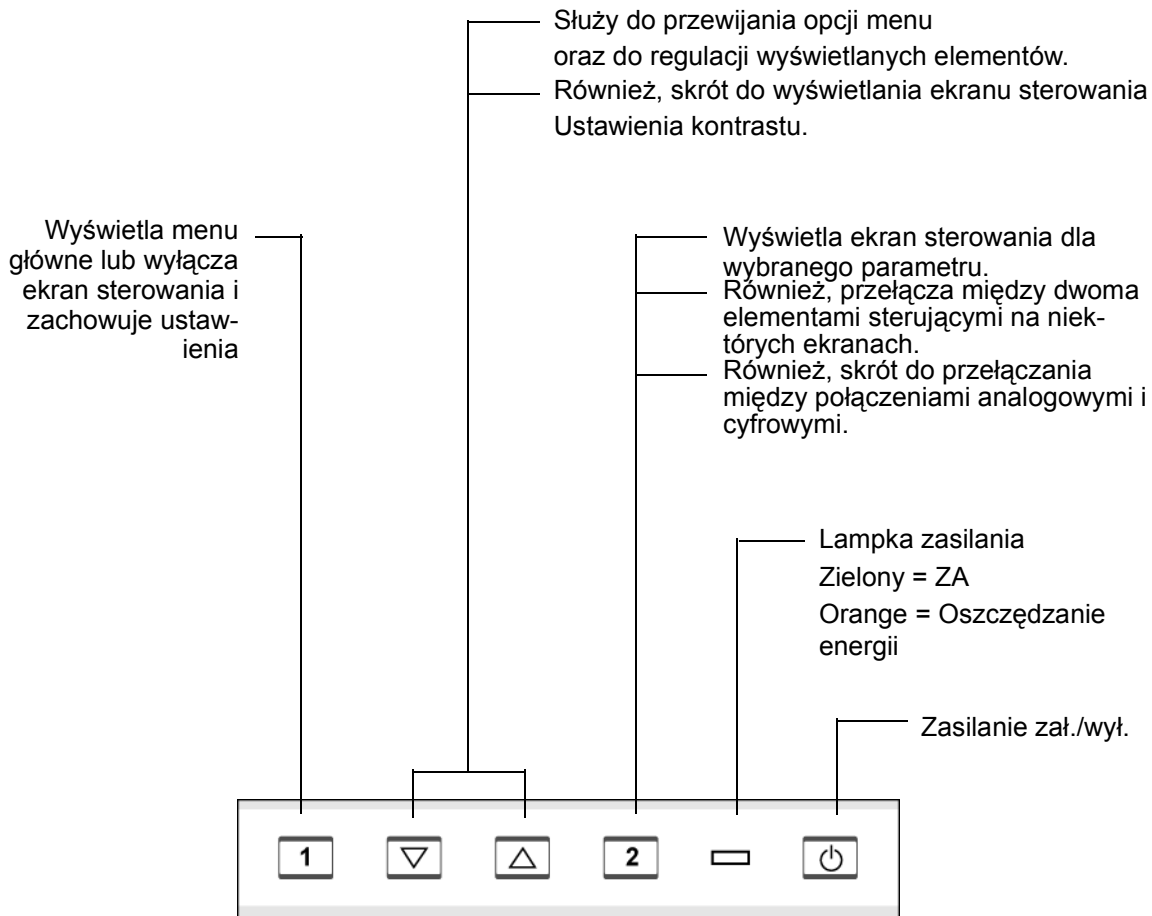 Służy do przewijania opcji menu
oraz do regulacji wyświetlanych elementów.
Również, skrót do wyświetlania ekranu sterowania
Ustawienia kontrastu.
Wyświetla menu
główne lub wyłącza
ekran sterowania i
zachowuje ustaw-
ienia
Wyświetla ekran sterowania dla
wybranego parametru.
Również, przełącza między dwoma
elementami sterującymi na niek-
tórych ekranach.
Również, skrót do przełączania
między połączeniami analogowymi i
cyfrowymi.
Lampka zasilania
Zielony = ZA
Orange = Oszczędzanie
energii
Zasilanie zał./wył.
1
2